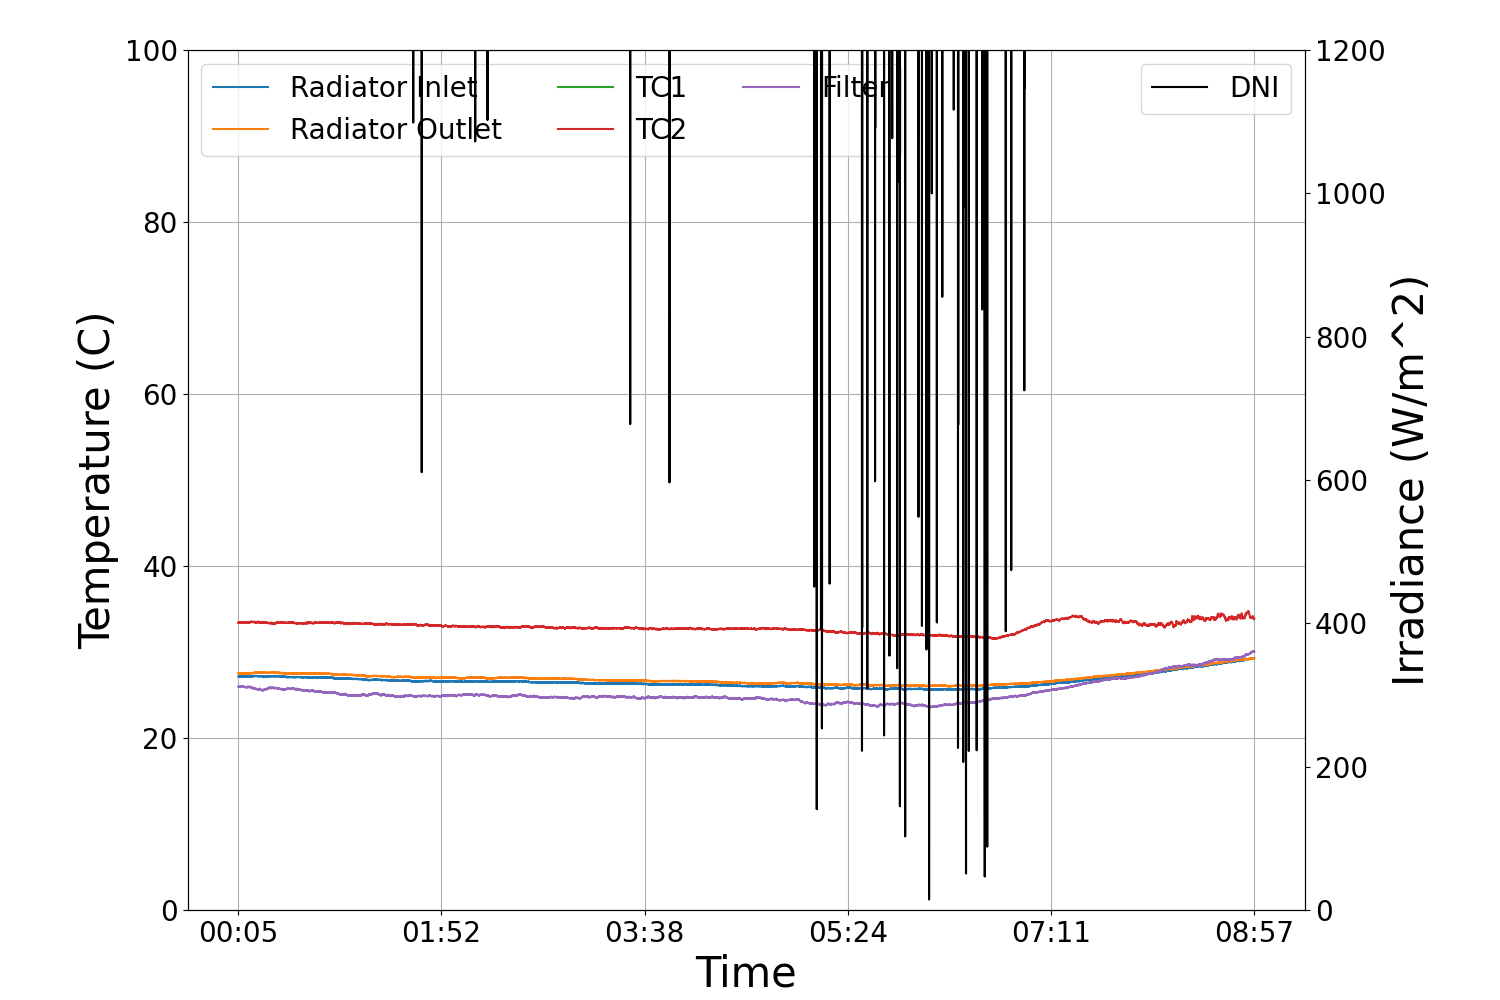 100
80
60
40
20
0
Temperature (C)
Radiator Inlet
Radiator Outlet
TC1
TC2
Filter
DNI
1200
1000
800
600
400
200
0
Irradiance (W/m^2)
00:05 01:52 03:38 05:24 07:11 08:57
Time